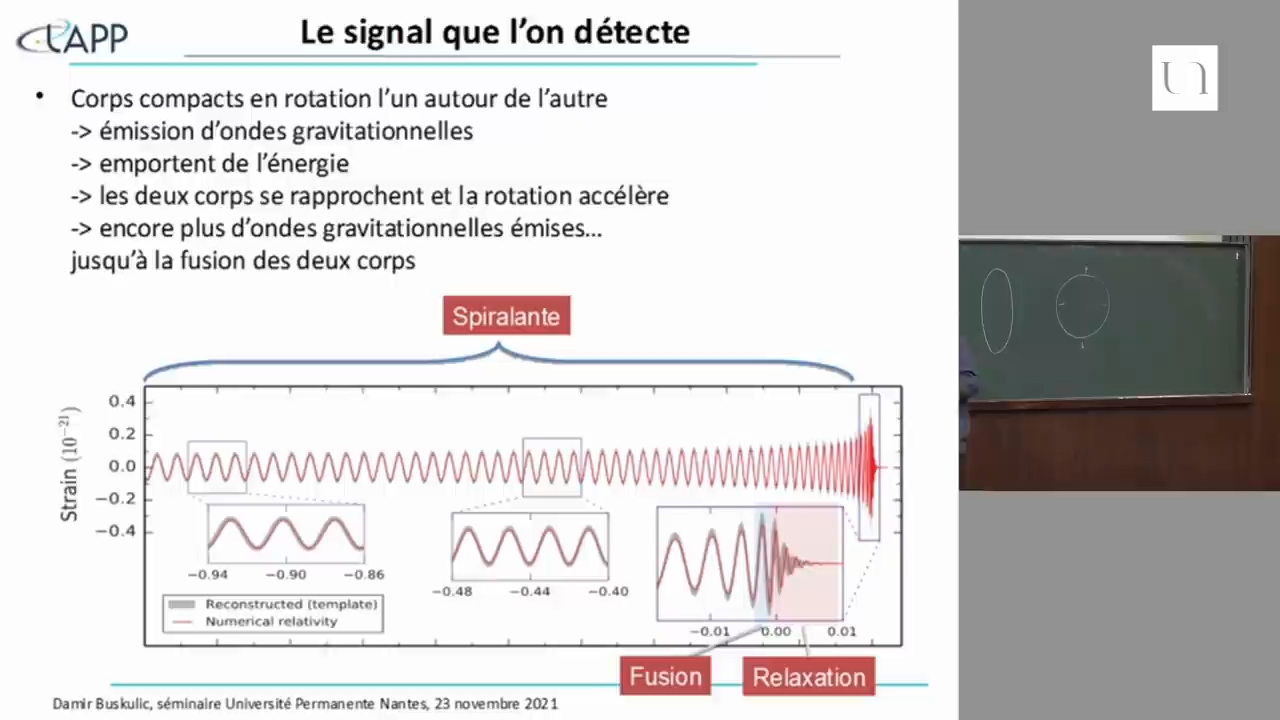 LAPP
Le signal que l’on détecte
• Corps compacts en rotation l’un autour de l’autre
-> émission d’ondes gravitationnelles
-> emportent de l’énergie
-> les deux corps se rapprochent et la rotation accélère
-> encore plus d’ondes gravitationnelles émises…
jusqu’à la fusion des deux corps
Spiralante
Strain (10⁻²¹)
0.4
0.2
0.0
−0.2
−0.4
−0.94 −0.90 −0.86
−0.48 −0.44 −0.40
−0.01 0.00 0.01
Reconstructed (template)
Numerical relativity
Fusion
Relaxation
Damir Buskulic, séminaire Université Permanente Nantes, 23 novembre 2021